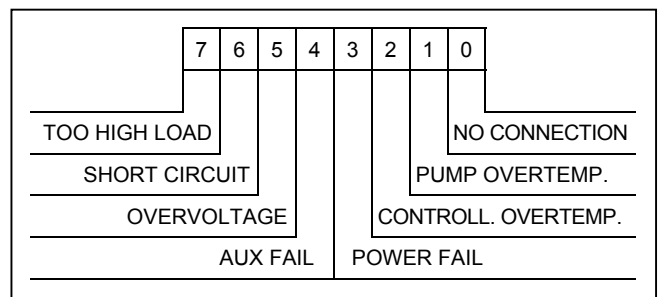 7 6 5 4 3 2 1 0
TOO HIGH LOAD NO CONNECTION
SHORT CIRCUIT PUMP OVERTEMP.
OVERVOLTAGE CONTROLL. OVERTEMP.
AUX FAIL POWER FAIL